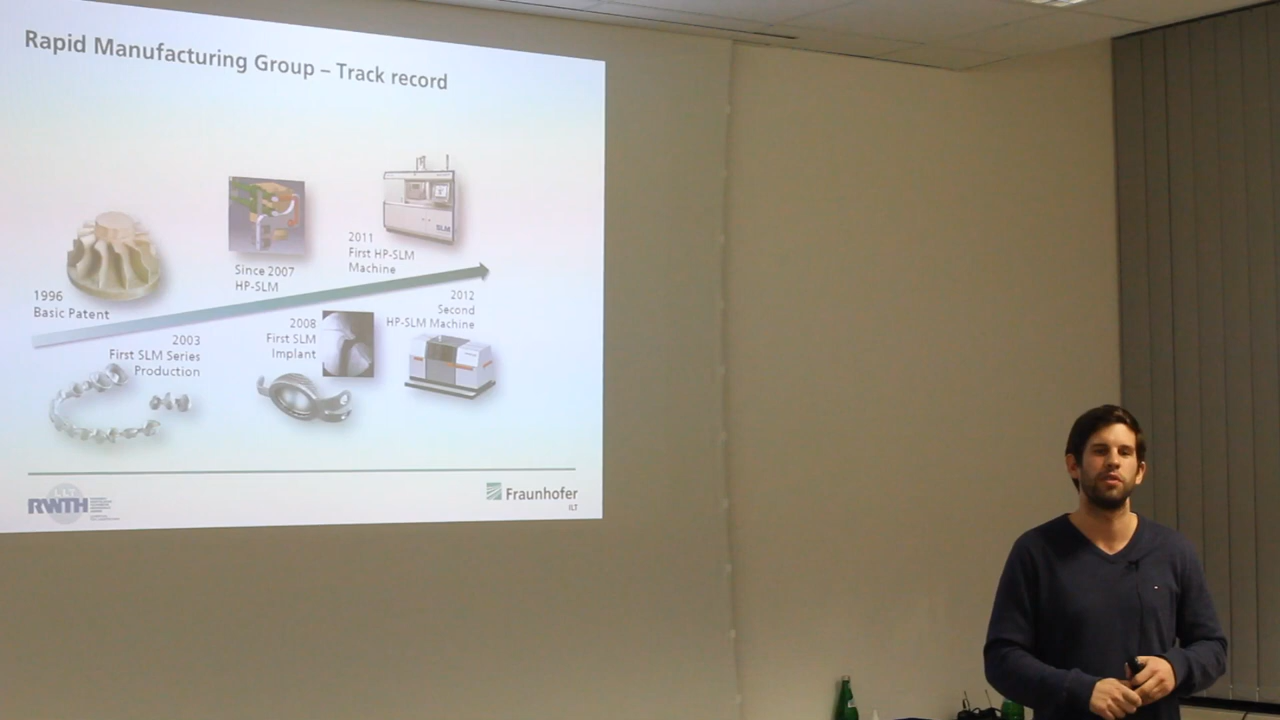 Rapid Manufacturing Group – Track record
1996
Basic Patent
2003
First SLM Series
Production
Since 2007
HP-SLM
2008
First SLM
Implant
2011
First HP-SLM
Machine
SLM
2012
Second
HP-SLM Machine
RWTH
Fraunhofer
ILT